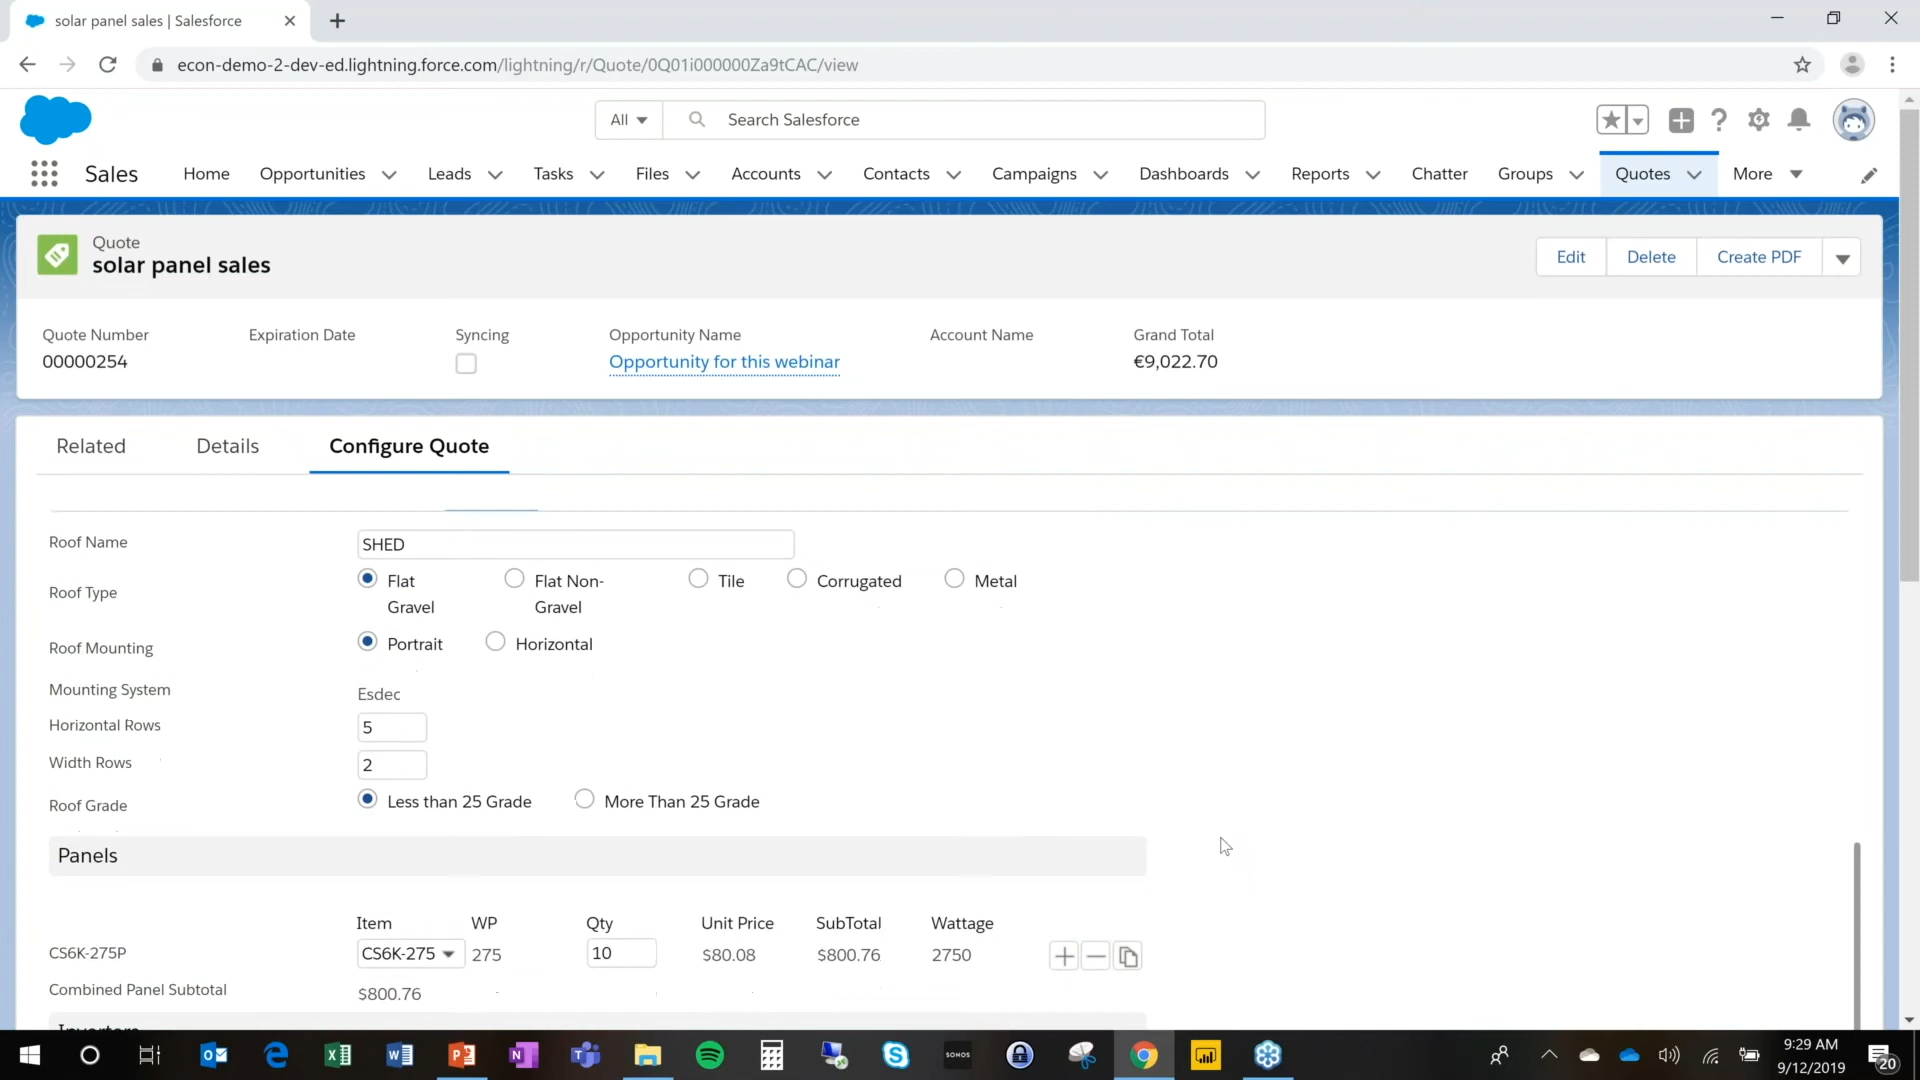 solar panel sales | Salesforce
econ-demo-2-dev-ed.lightning.force.com/lightning/r/Quote/0Q01i000000Za9tCAC/view
All
Search Salesforce
Sales
Home
Opportunities
Leads
Tasks
Files
Accounts
Contacts
Campaigns
Dashboards
Reports
Chatter
Groups
Quotes
More
Quote
solar panel sales
Edit
Delete
Create PDF
Quote Number
Expiration Date
Syncing
Opportunity Name
Account Name
Grand Total
00000254
Opportunity for this webinar
€9,022.70
Related
Details
Configure Quote
Roof Name
SHED
Roof Type
Flat Gravel
Flat Non-Gravel
Tile
Corrugated
Metal
Roof Mounting
Portrait
Horizontal
Mounting System
Esdec
Horizontal Rows
5
Width Rows
2
Roof Grade
Less than 25 Grade
More Than 25 Grade
Panels
Item
WP
Qty
Unit Price
SubTotal
Wattage
CS6K-275P
CS6K-275
275
10
$80.08
$800.76
2750
Combined Panel Subtotal
$800.76
SONOS
9:29 AM
9/12/2019
20